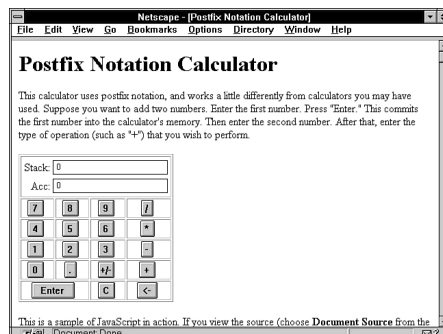 Netscape - [Postfix Notation Calculator]
File Edit View Go Bookmarks Options Directory Window Help
Postfix Notation Calculator
This calculator uses postfix notation, and works a little differently from calculators you may have
used. Suppose you want to add two numbers. Enter the first number. Press "Enter." This commits
the first number into the calculator's memory. Then enter the second number. After that, enter the
type of operation (such as "+") that you wish to perform.
Stack: 0
Acc: 0
7 8 9 /
4 5 6 *
1 2 3 -
0 . +/- +
Enter C <-
This is a sample of JavaScript in action. If you view the source (choose Document Source from the
Document: Done